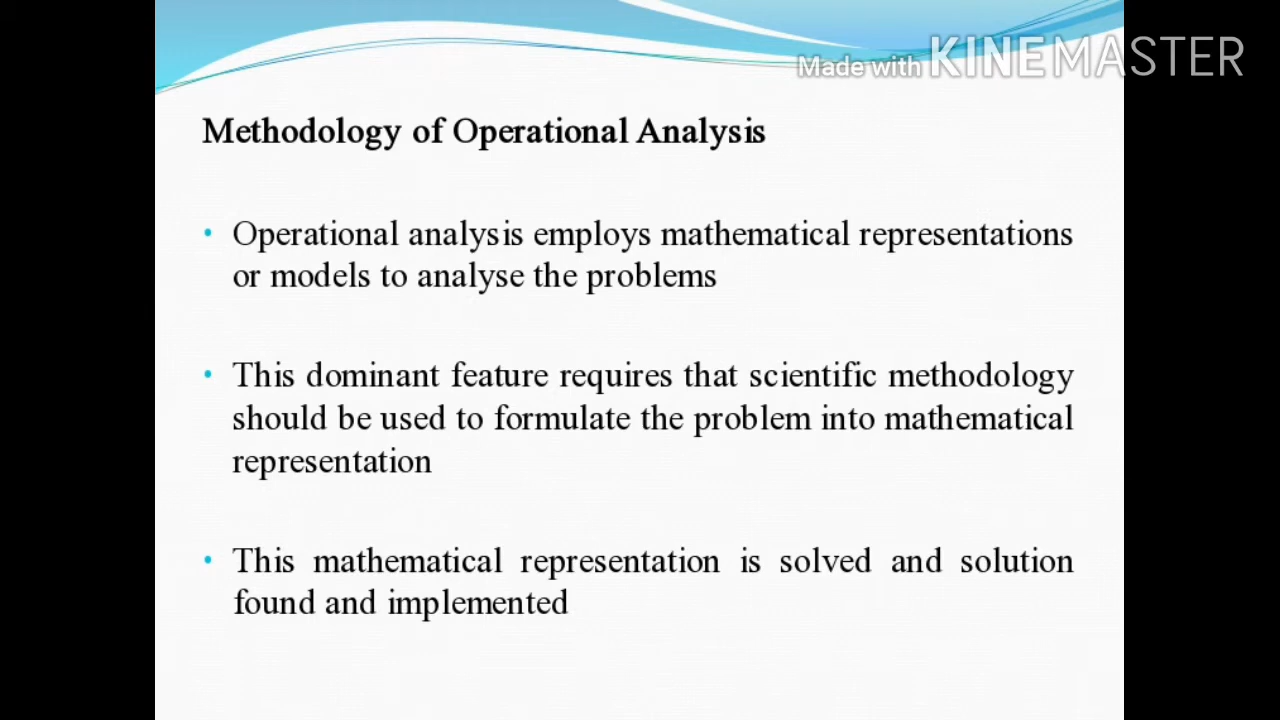 Made with KINEMASTER
Methodology of Operational Analysis
• Operational analysis employs mathematical representations
or models to analyse the problems
• This dominant feature requires that scientific methodology
should be used to formulate the problem into mathematical
representation
• This mathematical representation is solved and solution
found and implemented